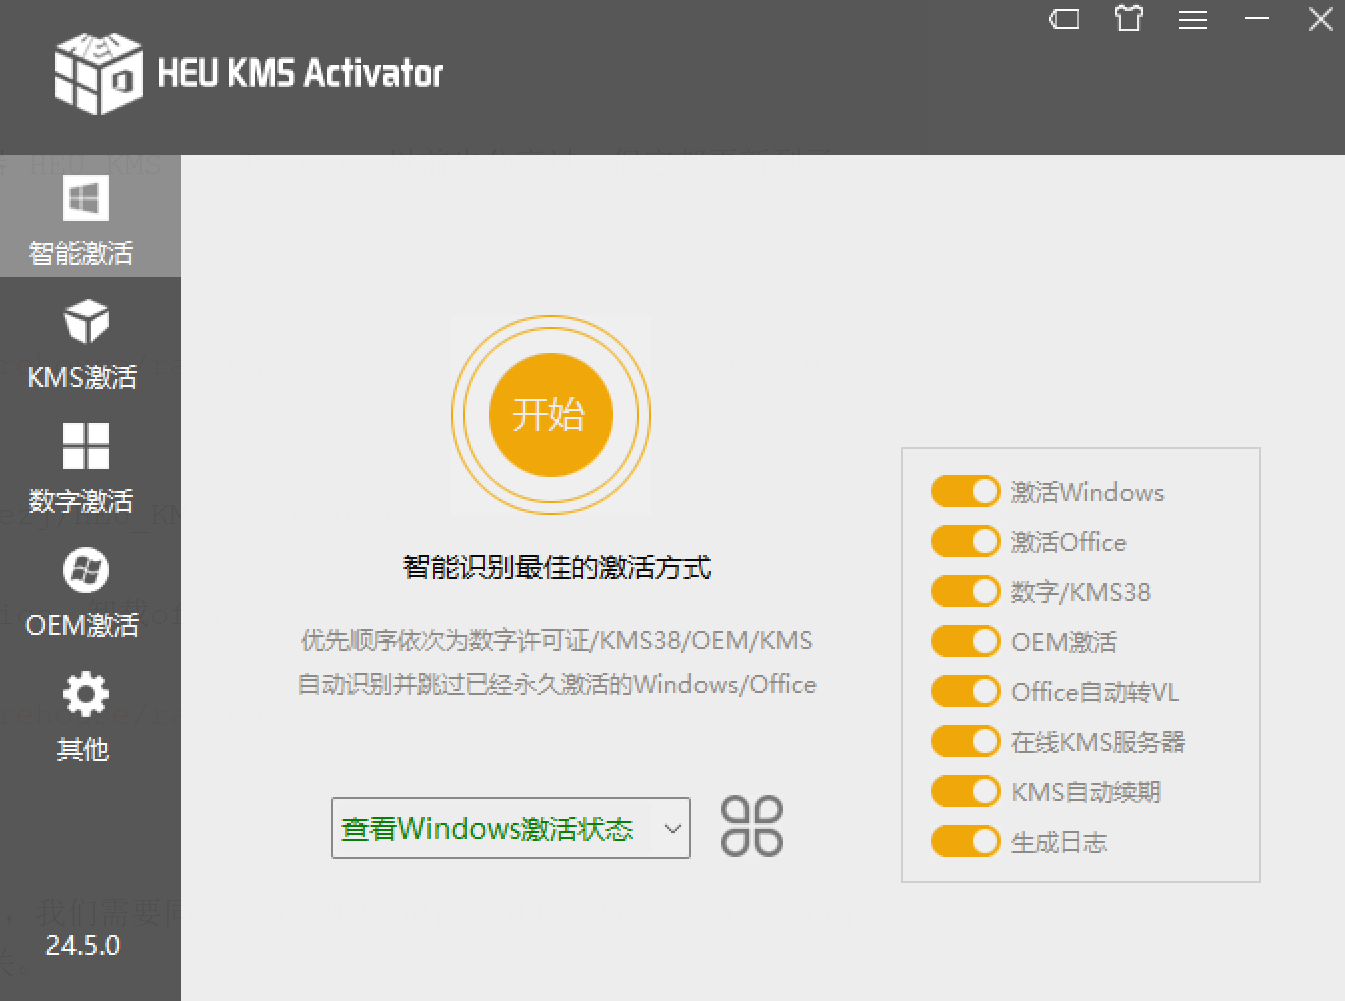 HEU KMS Activator
智能激活
KMS激活
数字激活
OEM激活
其他
24.5.0
开始
智能识别最佳的激活方式
优先顺序依次为数字许可证/KMS38/OEM/KMS
自动识别并跳过已经永久激活的Windows/Office
查看Windows激活状态
激活Windows
激活Office
数字/KMS38
OEM激活
Office自动转VL
在线KMS服务器
KMS自动续期
生成日志